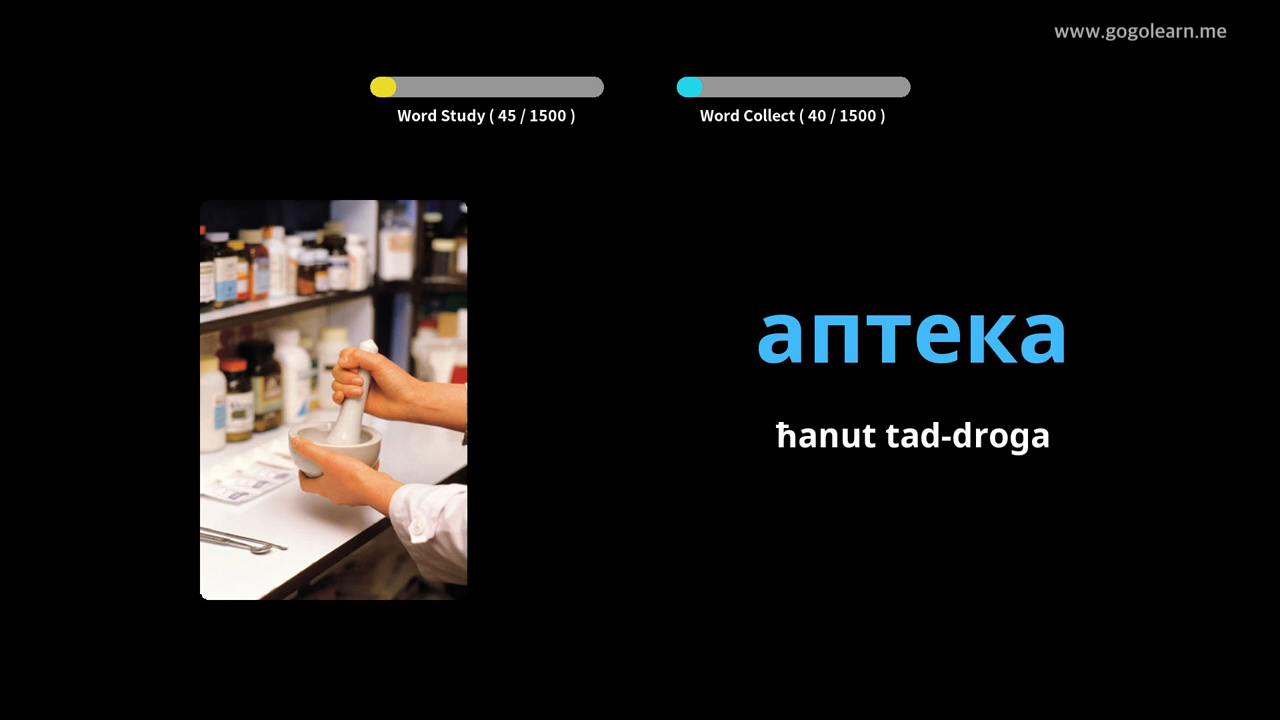 www.gogolearn.me
Word Study ( 45 / 1500 )
Word Collect ( 40 / 1500 )
аптека
ħanut tad-droga